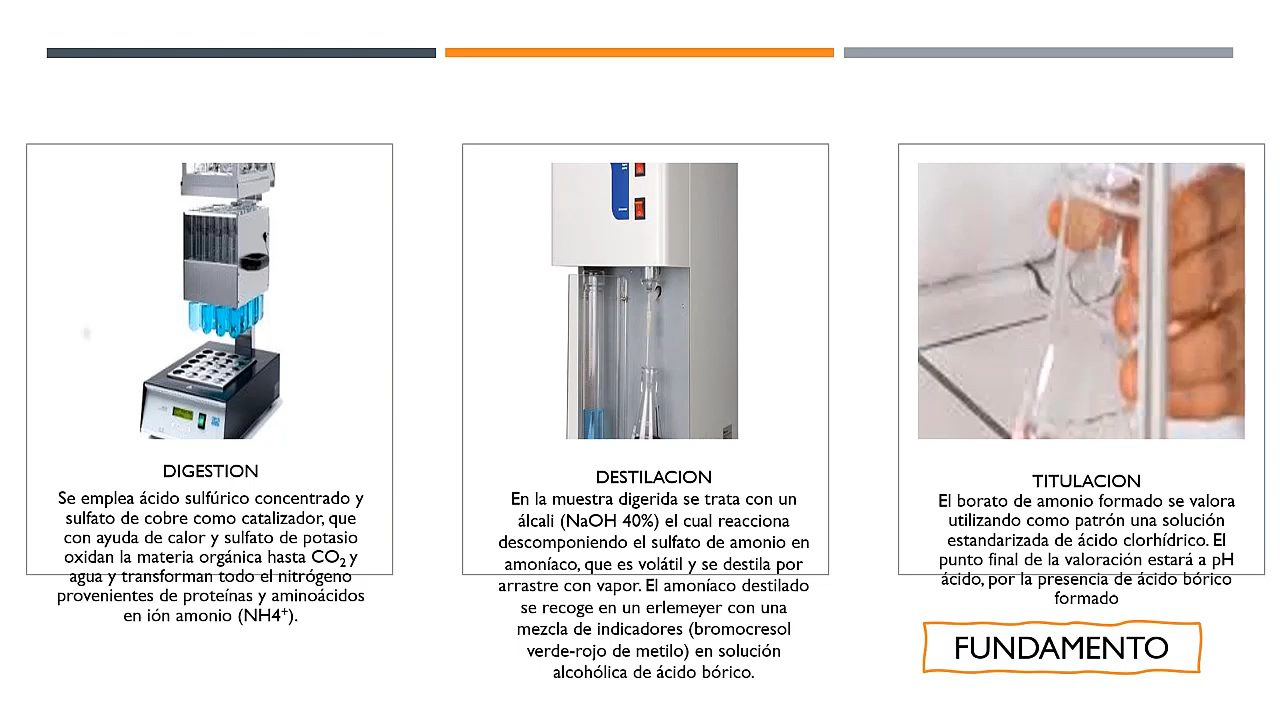 DIGESTION
Se emplea ácido sulfúrico concentrado y
sulfato de cobre como catalizador, que
con ayuda de calor y sulfato de potasio
oxidan la materia orgánica hasta CO₂ y
agua y transforman todo el nitrógeno
provenientes de proteínas y aminoácidos
en ión amonio (NH4⁺).
DESTILACION
En la muestra digerida se trata con un
álcali (NaOH 40%) el cual reacciona
descomponiendo el sulfato de amonio en
amoníaco, que es volátil y se destila por
arrastre con vapor. El amoníaco destilado
se recoge en un erlemeyer con una
mezcla de indicadores (bromocresol
verde-rojo de metilo) en solución
alcohólica de ácido bórico.
TITULACION
El borato de amonio formado se valora
utilizando como patrón una solución
estandarizada de ácido clorhídrico. El
punto final de la valoración estará a pH
ácido, por la presencia de ácido bórico
formado
FUNDAMENTO